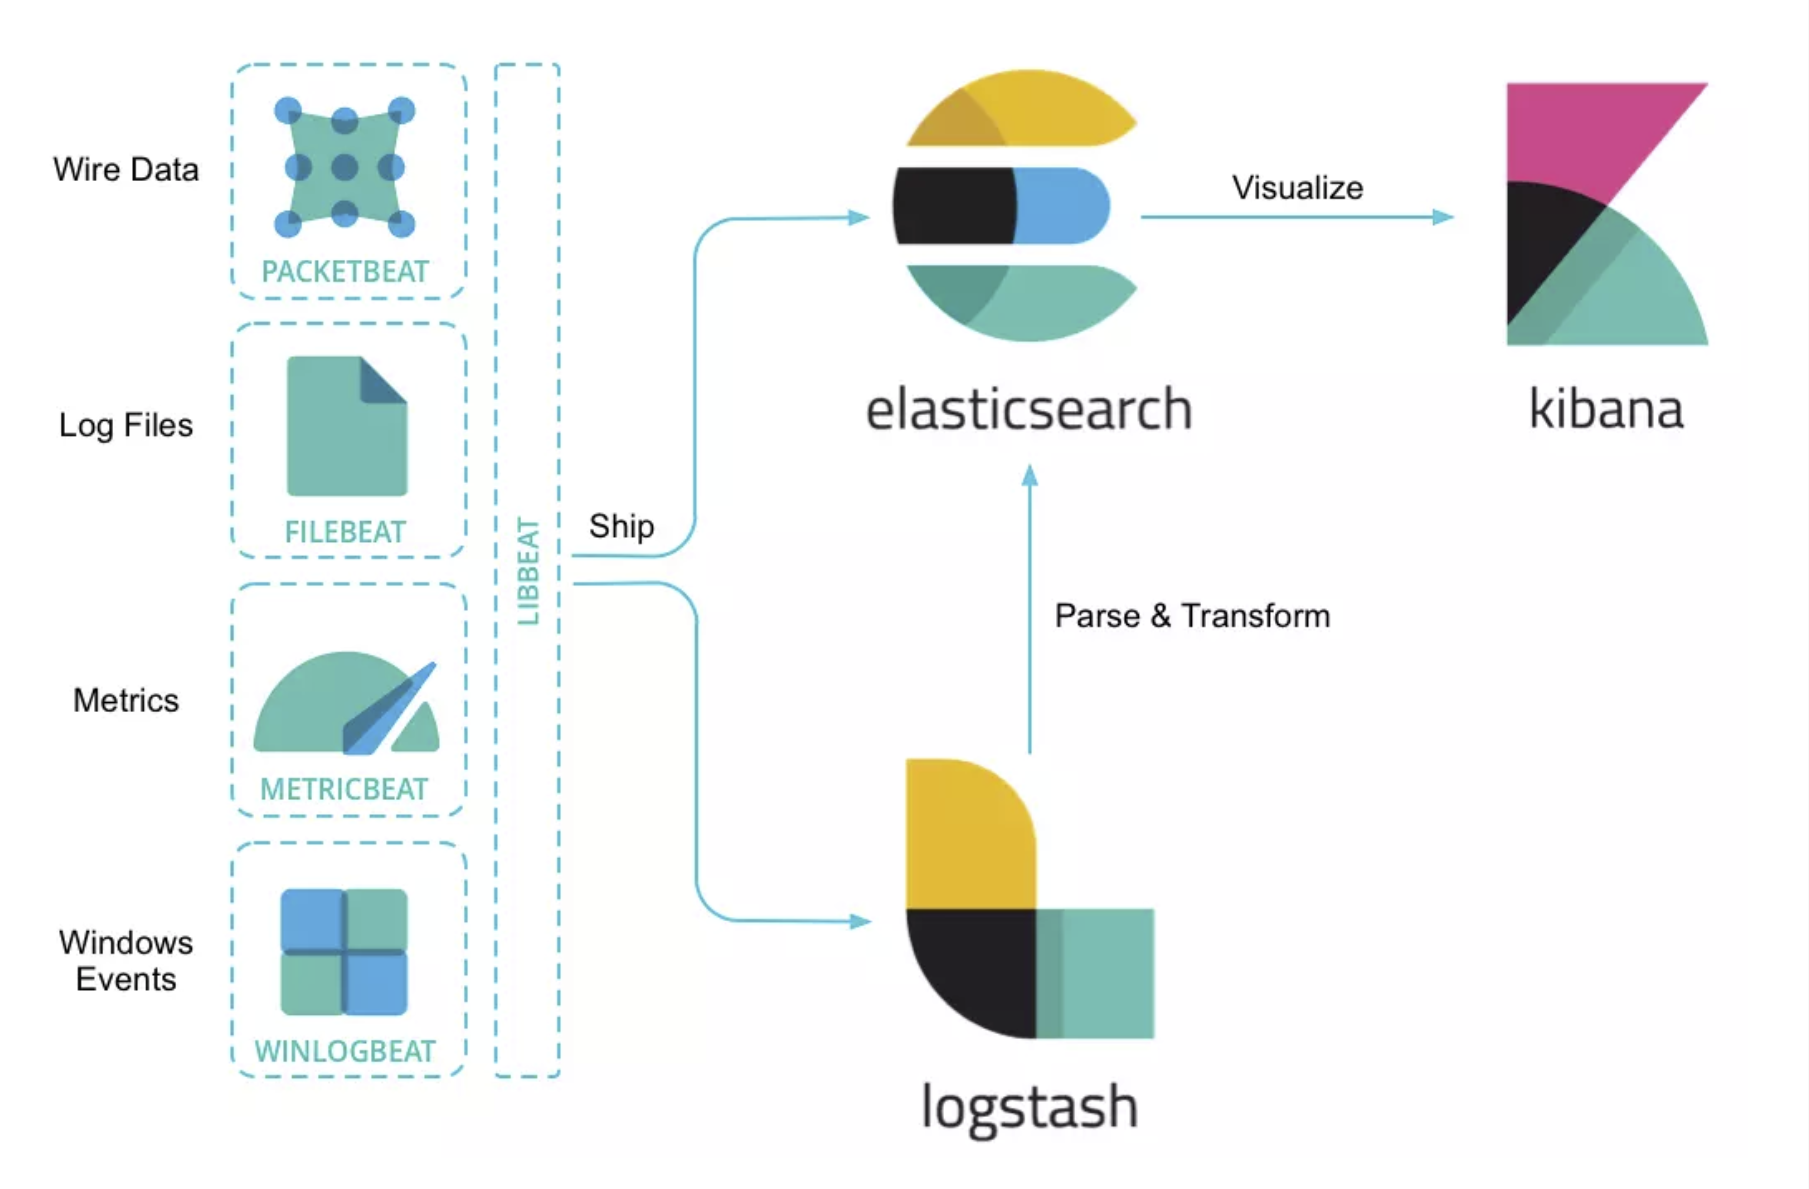 Wire Data
PACKETBEAT
Log Files
FILEBEAT
Metrics
METRICBEAT
Windows
Events
WINLOGBEAT
LIBBEAT
Ship
elasticsearch
Visualize
kibana
Parse & Transform
logstash